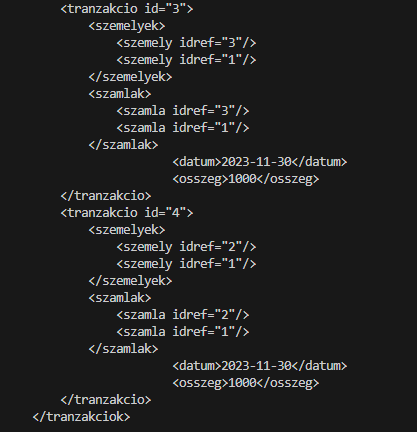 <tranzakcio id="3">
<szemelyek>
<szemely idref="3"/>
<szemely idref="1"/>
</szemelyek>
<szamlak>
<szamla idref="3"/>
<szamla idref="1"/>
</szamlak>
<datum>2023-11-30</datum>
<osszeg>1000</osszeg>
</tranzakcio>
<tranzakcio id="4">
<szemelyek>
<szemely idref="2"/>
<szemely idref="1"/>
</szemelyek>
<szamlak>
<szamla idref="2"/>
<szamla idref="1"/>
</szamlak>
<datum>2023-11-30</datum>
<osszeg>1000</osszeg>
</tranzakcio>
</tranzakciok>